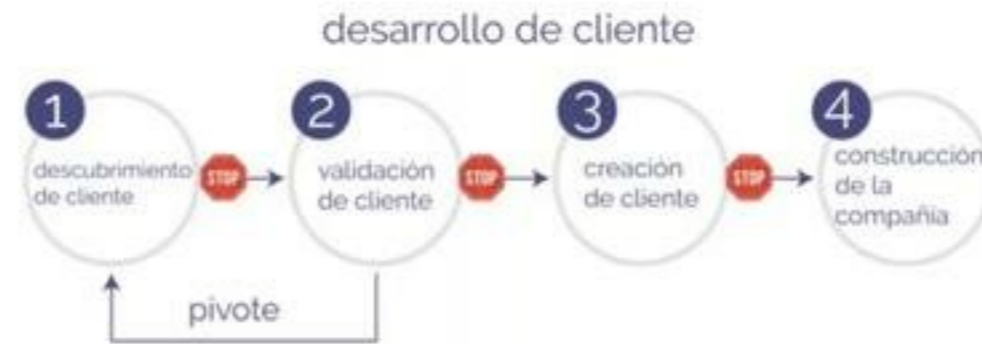 desarrollo de cliente
1
descubrimiento
de cliente
STOP
2
validación
de cliente
STOP
3
creación
de cliente
STOP
4
construcción
de la
compañía
pivote